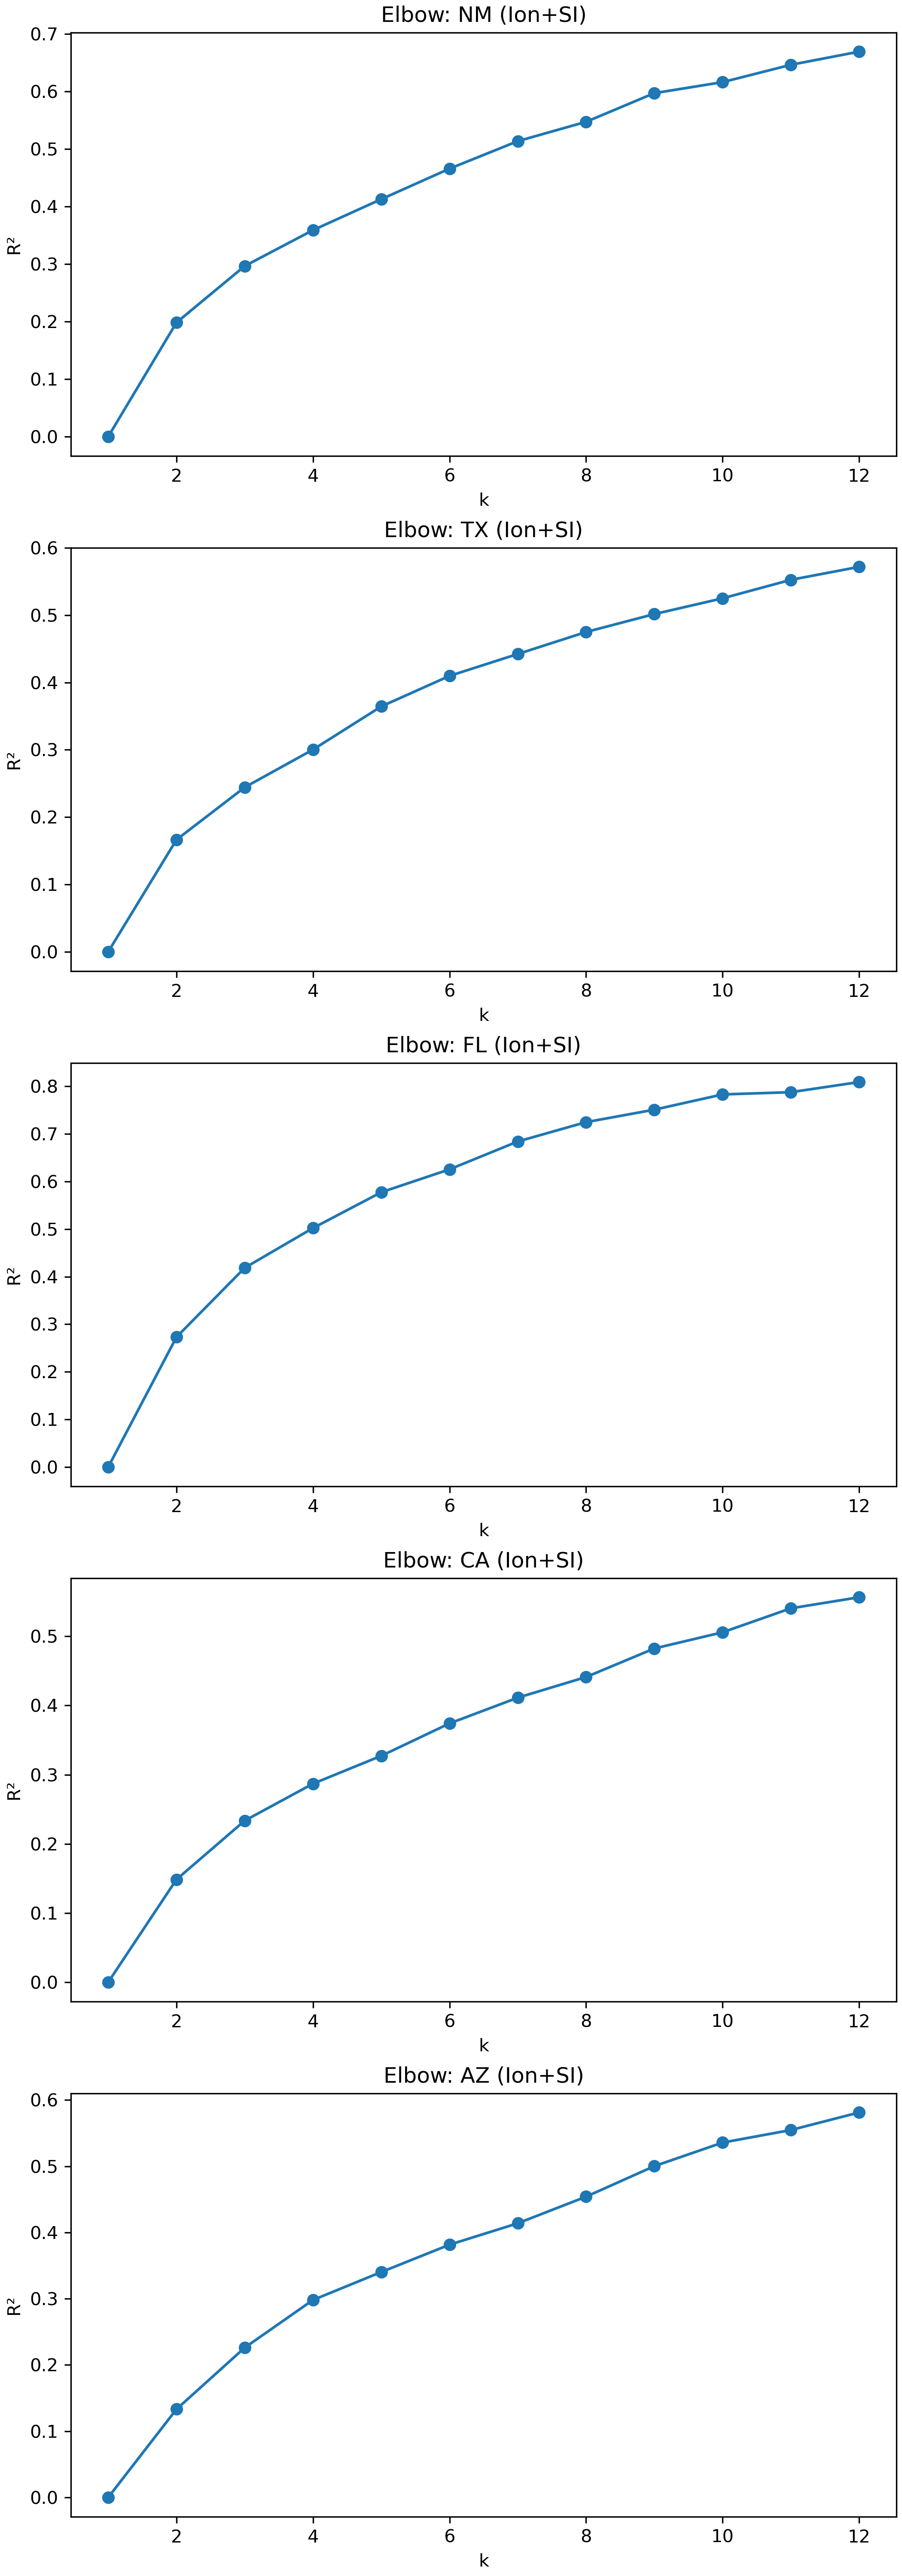 Elbow: NM (Ion+SI)
0.7
0.6
0.5
0.4
0.3
0.2
0.1
0.0
R²
2 4 6 8 10 12
k
Elbow: TX (Ion+SI)
0.6
0.5
0.4
0.3
0.2
0.1
0.0
R²
2 4 6 8 10 12
k
Elbow: FL (Ion+SI)
0.8
0.7
0.6
0.5
0.4
0.3
0.2
0.1
0.0
R²
2 4 6 8 10 12
k
Elbow: CA (Ion+SI)
0.5
0.4
0.3
0.2
0.1
0.0
R²
2 4 6 8 10 12
k
Elbow: AZ (Ion+SI)
0.6
0.5
0.4
0.3
0.2
0.1
0.0
R²
2 4 6 8 10 12
k